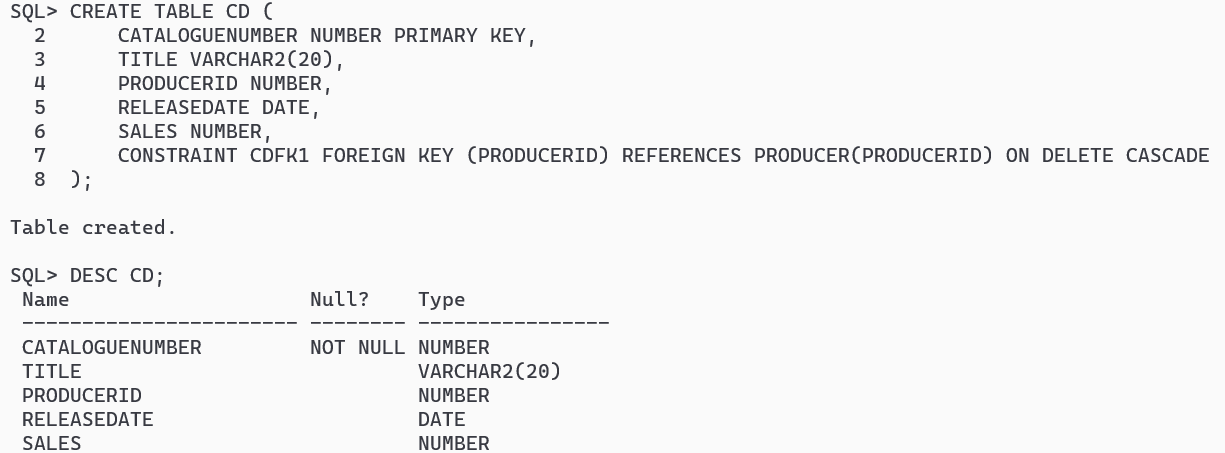 SQL> CREATE TABLE CD (
  2      CATALOGUENUMBER NUMBER PRIMARY KEY,
  3      TITLE VARCHAR2(20),
  4      PRODUCERID NUMBER,
  5      RELEASEDATE DATE,
  6      SALES NUMBER,
  7      CONSTRAINT CDFK1 FOREIGN KEY (PRODUCERID) REFERENCES PRODUCER(PRODUCERID) ON DELETE CASCADE
  8  );
Table created.
SQL> DESC CD;
 Name                    Null?    Type
 ----------------------- -------- ----------------
 CATALOGUENUMBER         NOT NULL NUMBER
 TITLE                            VARCHAR2(20)
 PRODUCERID                       NUMBER
 RELEASEDATE                      DATE
 SALES                            NUMBER